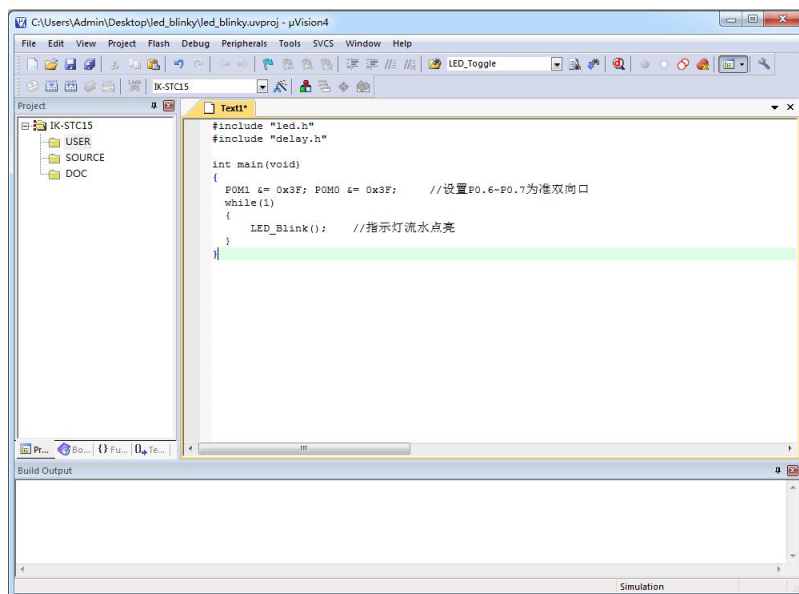 C:\Users\Admin\Desktop\led_blinky\led_blinky.uvproj - µVision4
File Edit View Project Flash Debug Peripherals Tools SVCS Window Help
LED_Toggle
IK-STC15
Project
IK-STC15
USER
SOURCE
DOC
Text1*
#include "led.h"
#include "delay.h"
int main(void)
{
P0M1 &= 0x3F; P0M0 &= 0x3F; //设置P0.6~P0.7为准双向口
while(1)
{
LED_Blink(); //指示灯流水点亮
}
}
Pr... Bo... {} Fu... 0 Te...
Build Output
Simulation